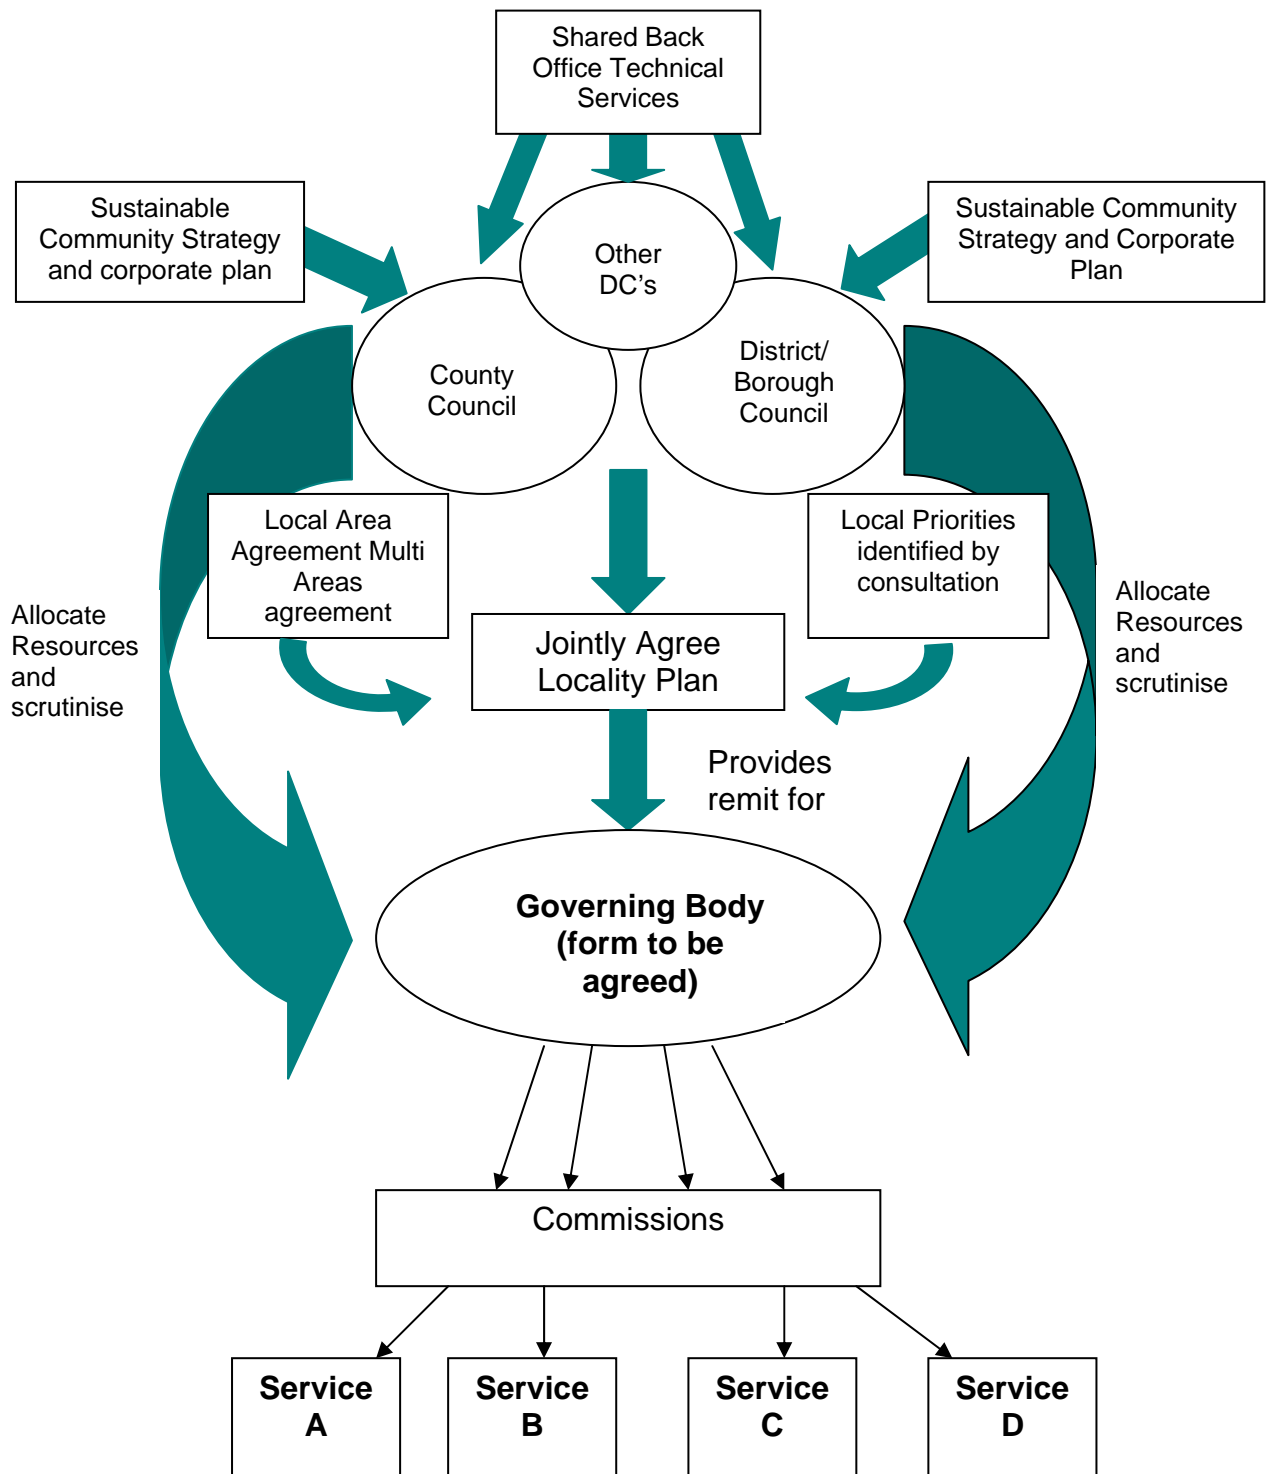 Shared Back
Office Technical
Services
Sustainable
Community Strategy
and corporate plan
Sustainable Community
Strategy and Corporate
Plan
Other
DC's
County
Council
District/
Borough
Council
Local Area
Agreement Multi
Areas
agreement
Local Priorities
identified by
consultation
Allocate
Resources
and
scrutinise
Jointly Agree
Locality Plan
Allocate
Resources
and
scrutinise
Provides
remit for
Governing Body
(form to be
agreed)
Commissions
Service
A
Service
B
Service
C
Service
D